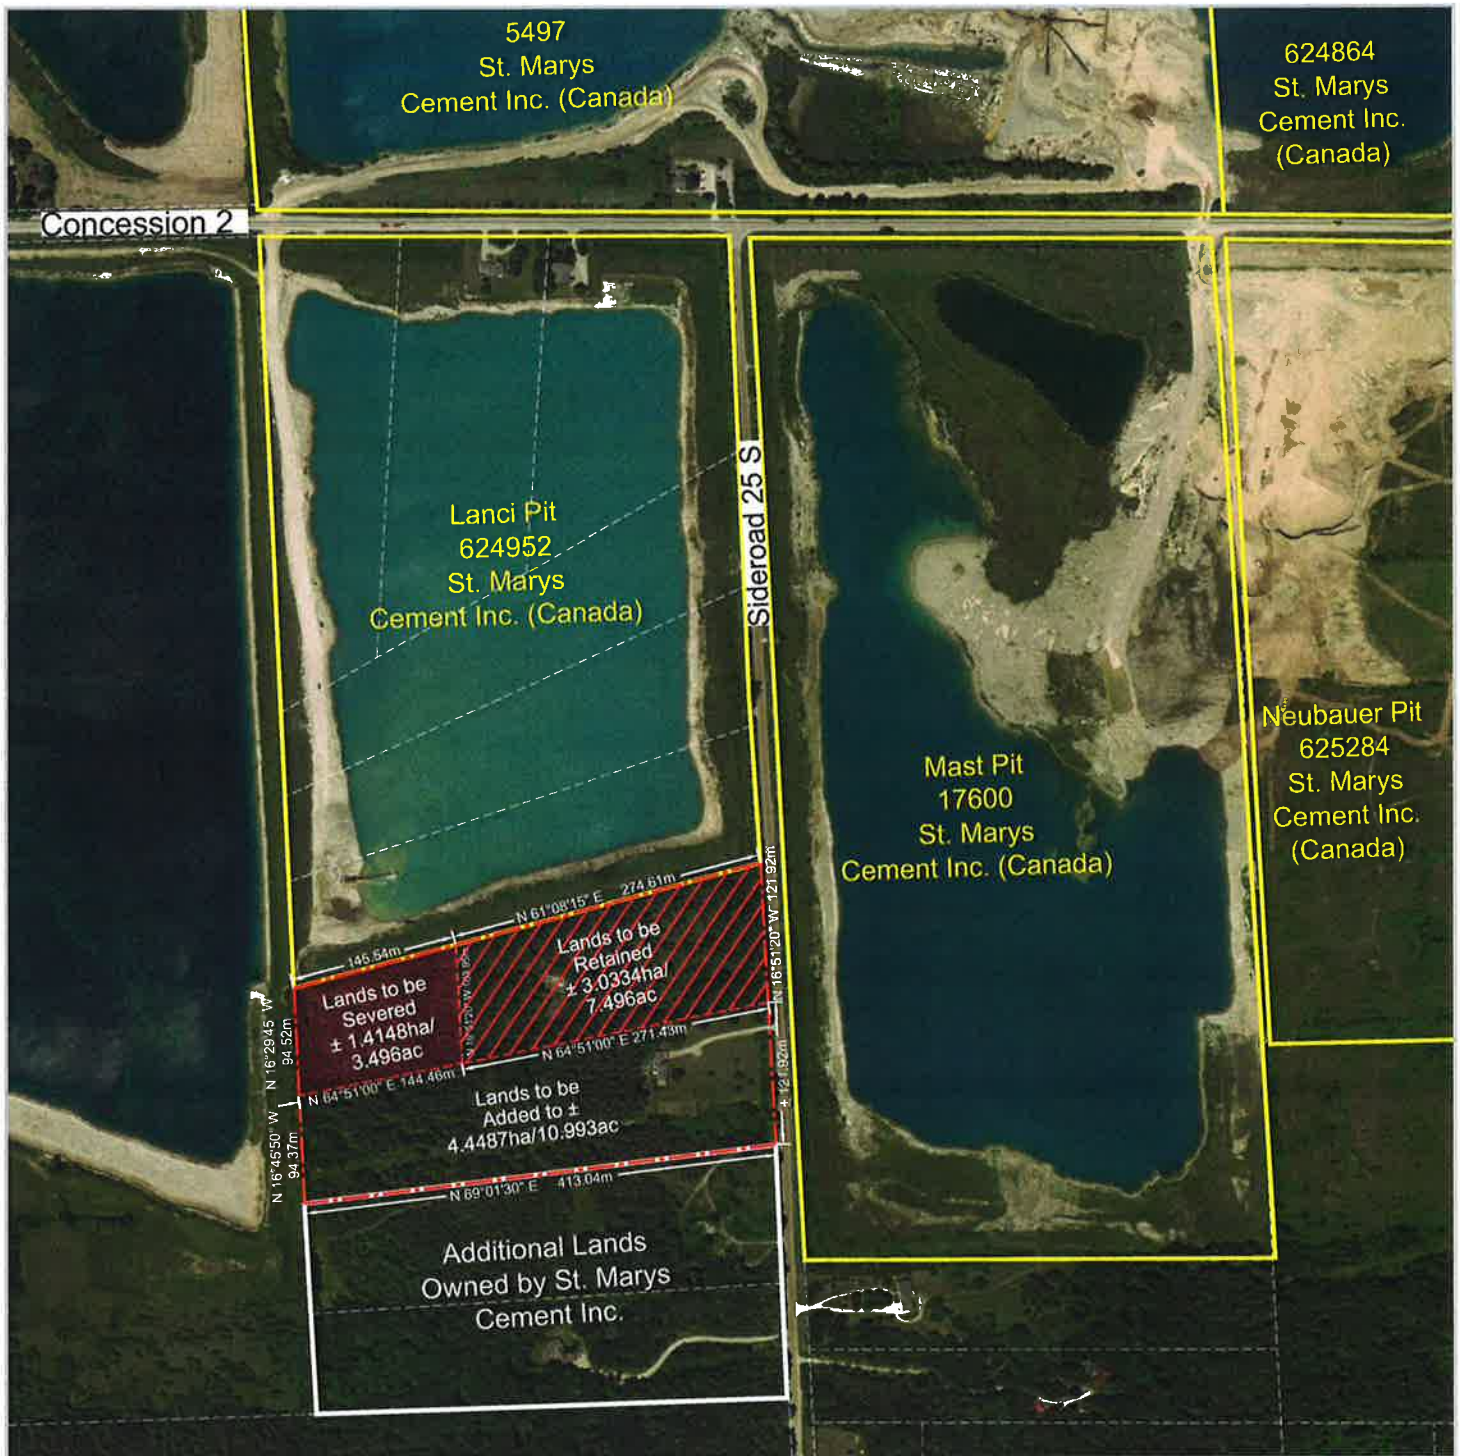 5497
St. Marys
Cement Inc. (Canada)
624864
St. Marys
Cement Inc.
(Canada)
Concession 2
Sideroad 25 S
Lanci Pit
624952
St. Marys
Cement Inc. (Canada)
Mast Pit
17600
St. Marys
Cement Inc. (Canada)
Neubauer Pit
625284
St. Marys
Cement Inc.
(Canada)
N 61°08'15" E 274.61m
145.54m
N 16°51'20" W 121.92m
Lands to be
Retained
± 3.0334ha/
7.496ac
Lands to be
Severed
± 1.4148ha/
3.496ac
N 16°29'45" W
94.52m
N 64°51'00" E 271.43m
N 64°51'00" E 144.46m
± 121.92m
Lands to be
Added to ±
4.4487ha/10.993ac
N 16°45'50" W
94.37m
N 69°01'30" E 413.04m
Additional Lands
Owned by St. Marys
Cement Inc.